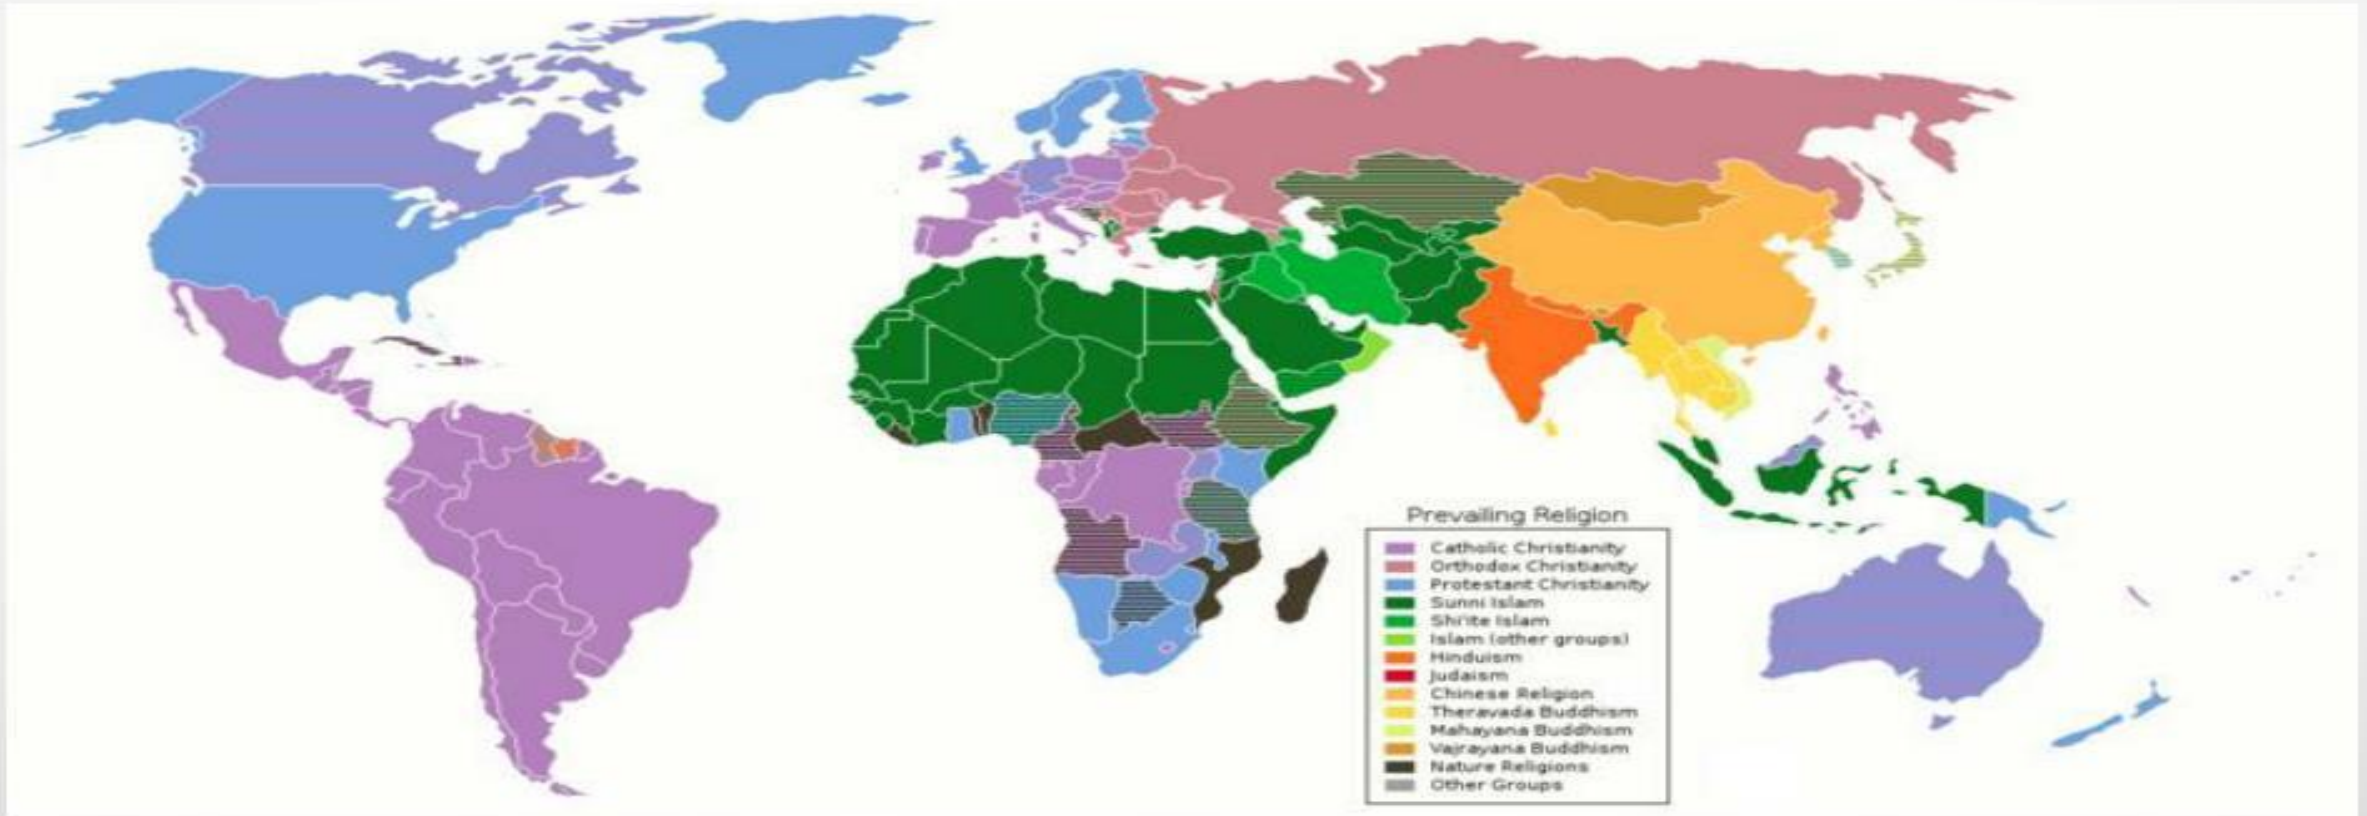 Prevailing Religion
Catholic Christianity
Orthodox Christianity
Protestant Christianity
Sunni Islam
Shi'ite Islam
Islam (other groups)
Hinduism
Judaism
Chinese Religion
Theravada Buddhism
Mahayana Buddhism
Vajrayana Buddhism
Nature Religions
Other Groups